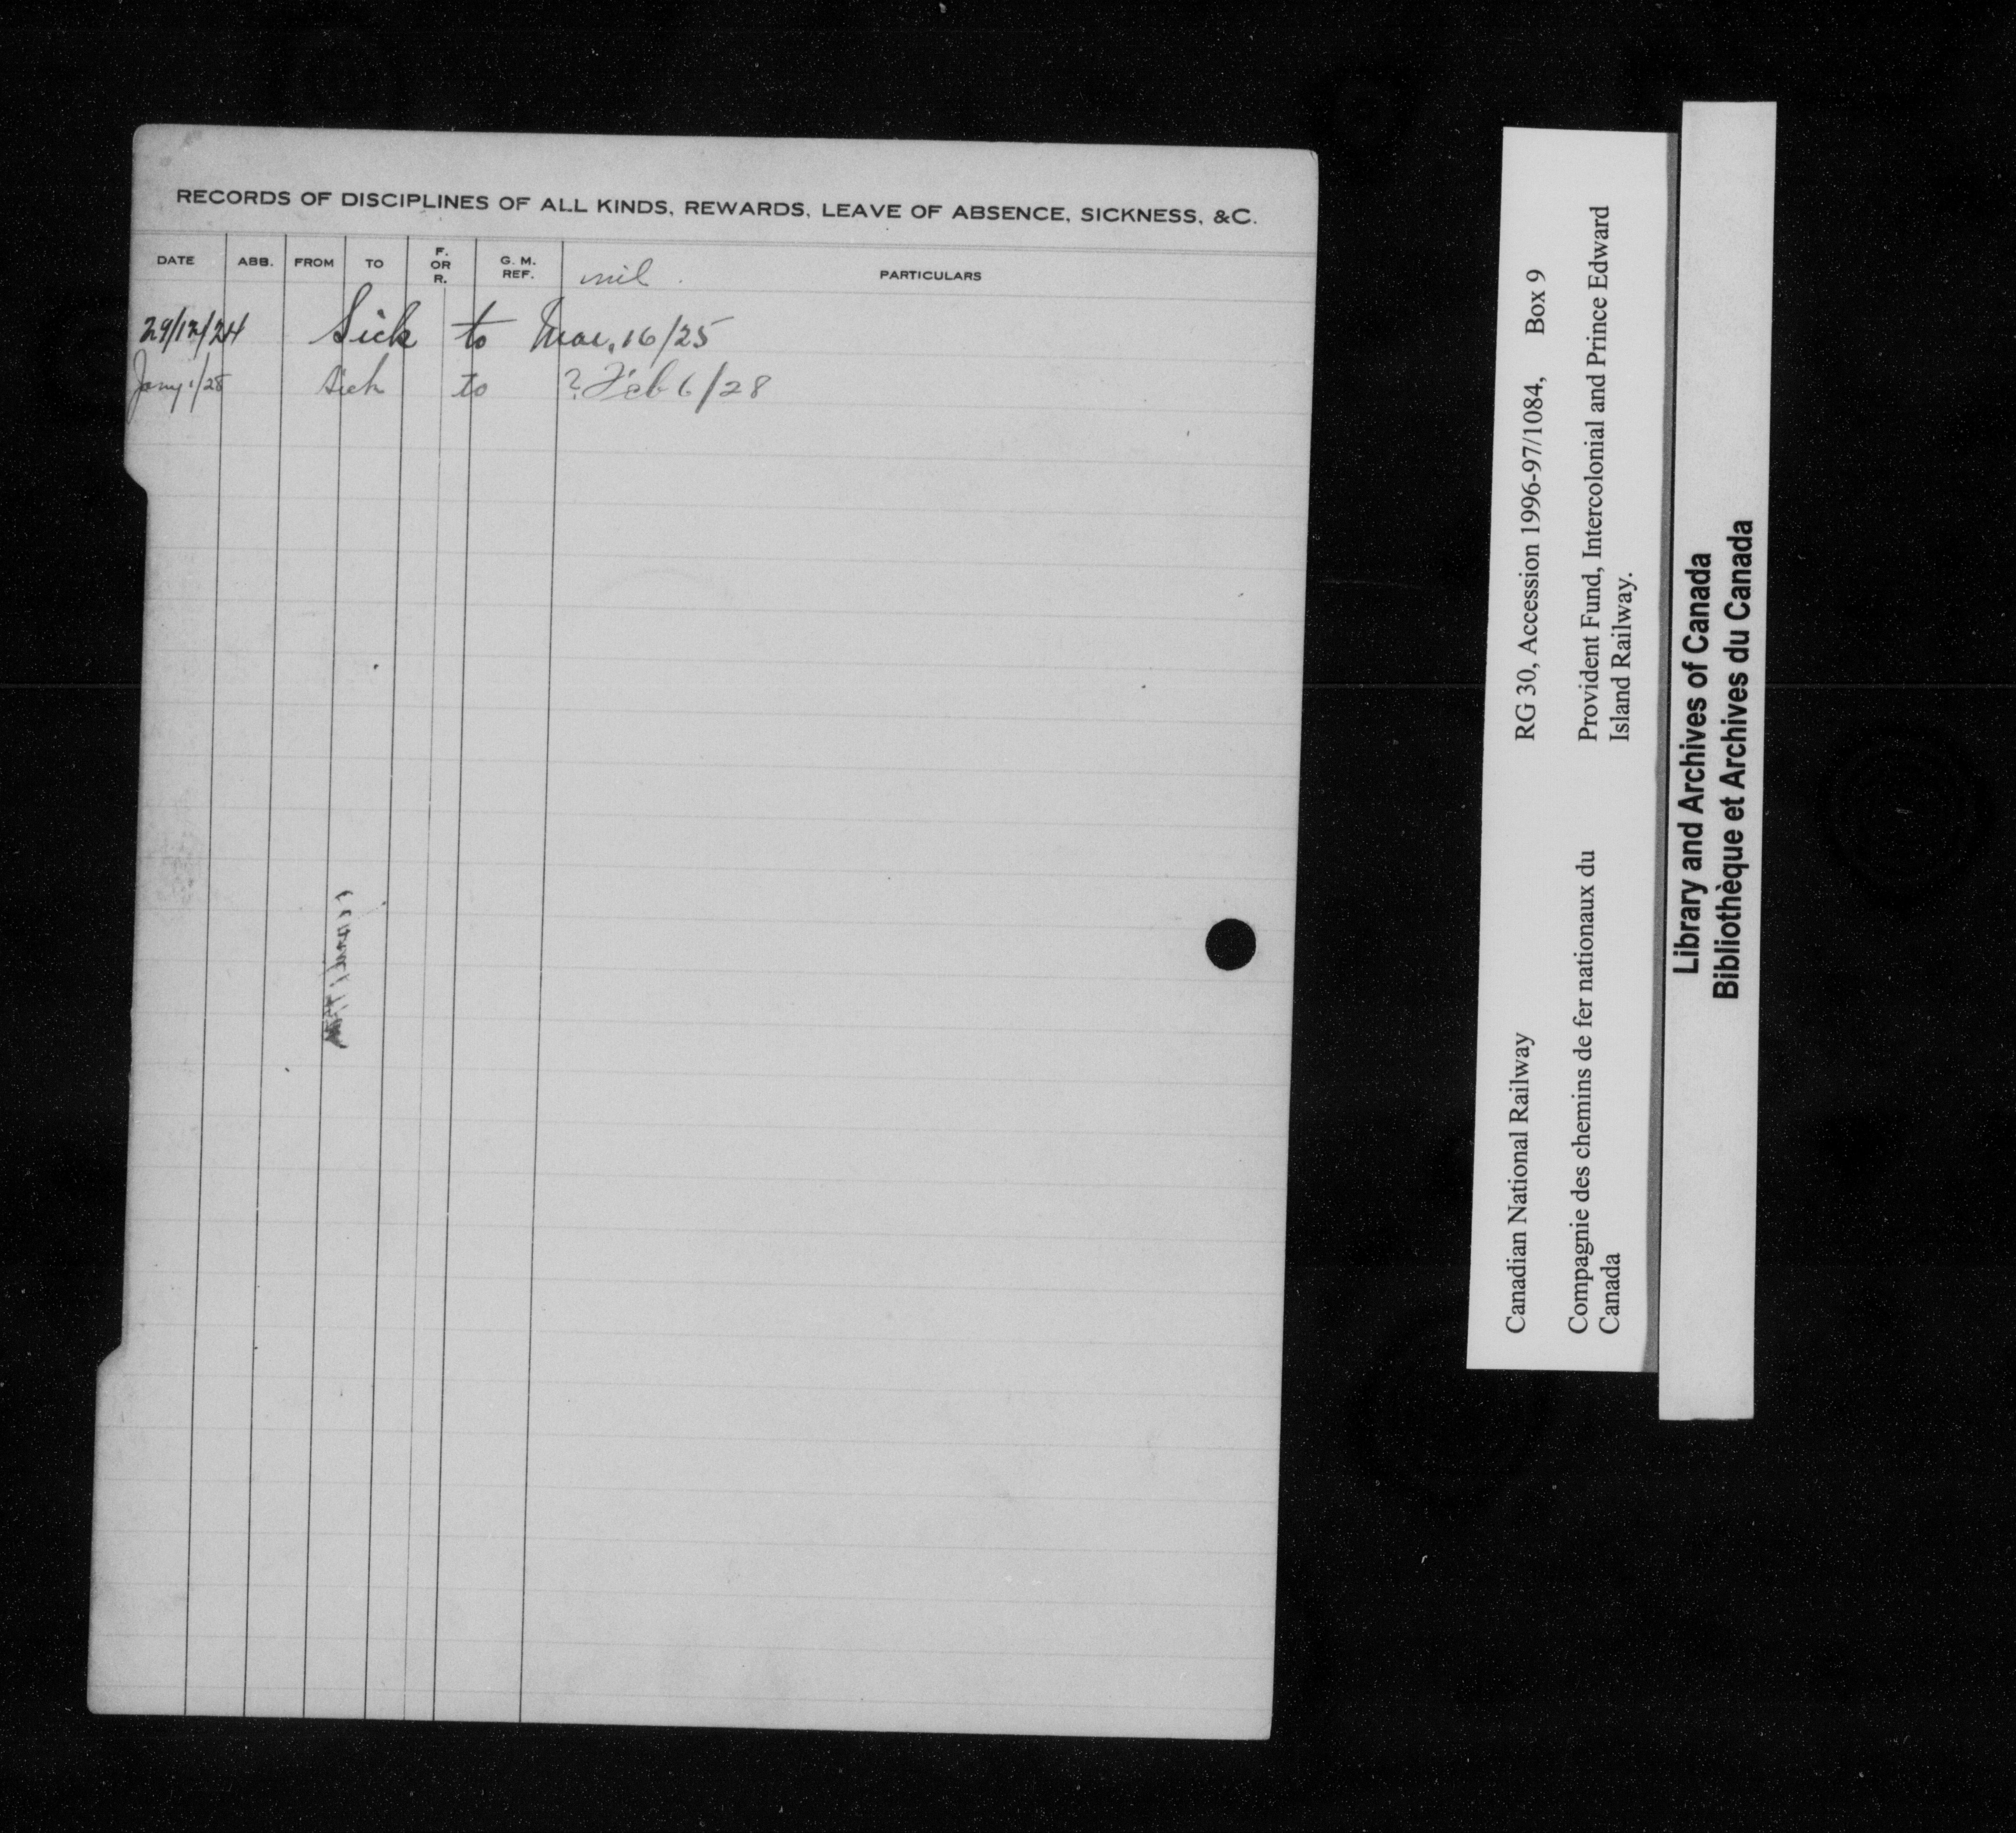 RECORDS OF DISCIPLINES OF ALL KINDS, REWARDS, LEAVE OF ABSENCE, SICKNESS, &C.
DATE ABB. FROM TO F. OR R. G. M. REF. PARTICULARS
nil.
29/12/24 Sick to Mar. 16/25
Jany 1/28 Sick to ? Feb 6/28
Canadian National Railway RG 30, Accession 1996-97/1084, Box 9
Compagnie des chemins de fer nationaux du Provident Fund, Intercolonial and Prince Edward
Canada Island Railway.
Library and Archives of Canada
Bibliothèque et Archives du Canada